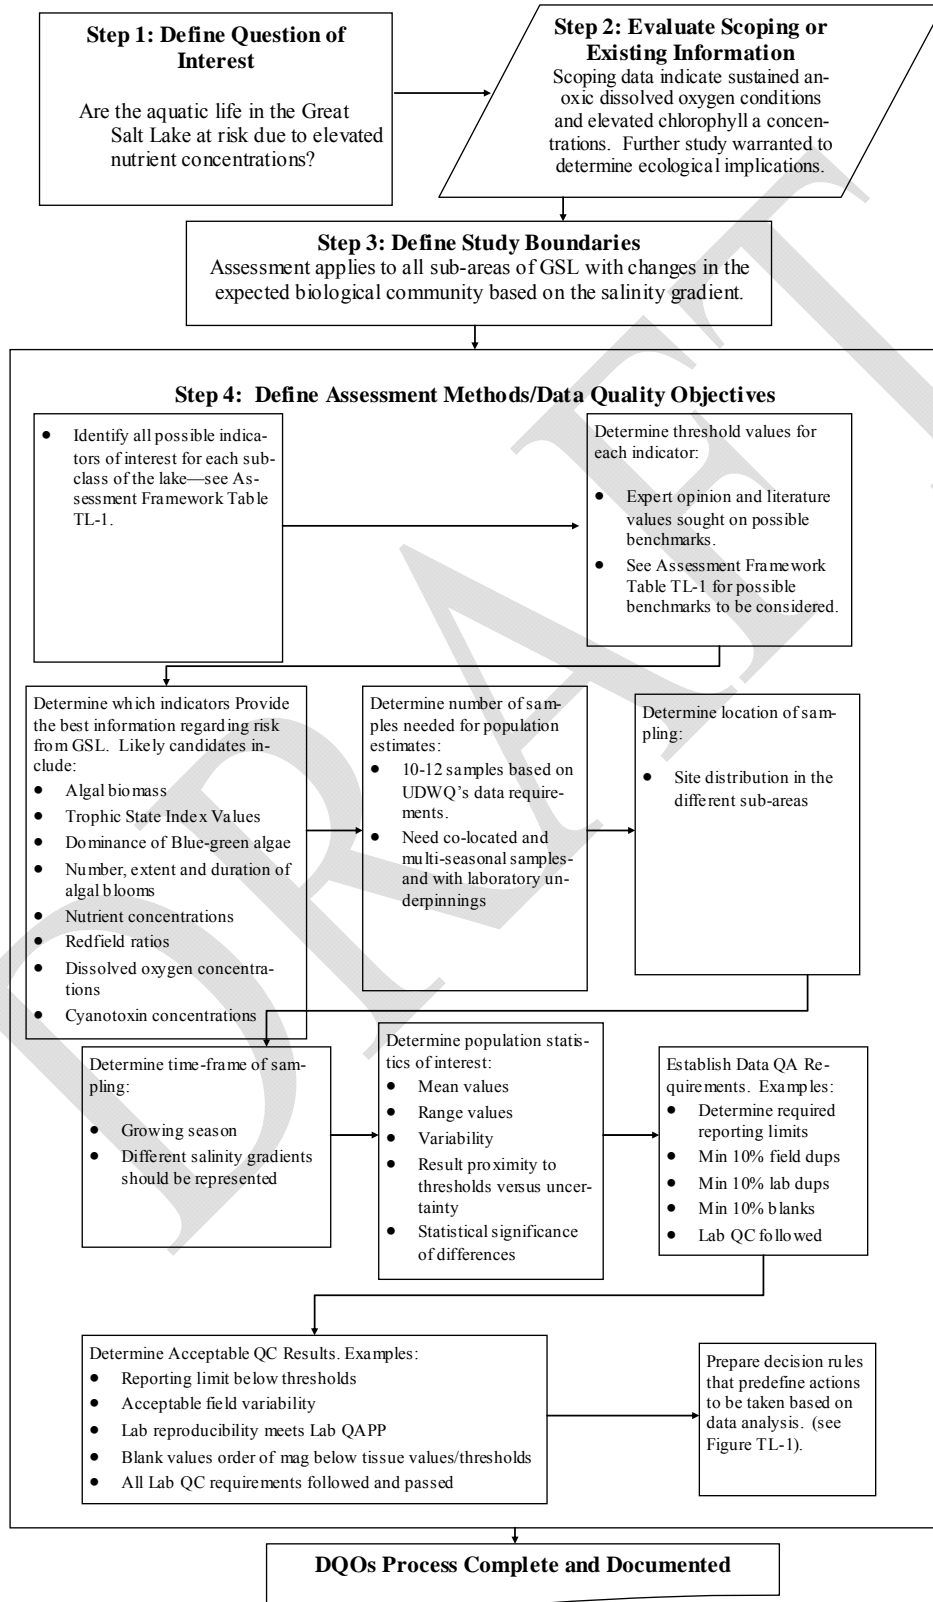 Step 1: Define Question of
Interest
Are the aquatic life in the Great
Salt Lake at risk due to elevated
nutrient concentrations?
Step 2: Evaluate Scoping or
Existing Information
Scoping data indicate sustained an-
oxic dissolved oxygen conditions
and elevated chlorophyll a concen-
trations. Further study warranted to
determine ecological implications.
Step 3: Define Study Boundaries
Assessment applies to all sub-areas of GSL with changes in the
expected biological community based on the salinity gradient.
Step 4: Define Assessment Methods/Data Quality Objectives
• Identify all possible indica-
tors of interest for each sub-
class of the lake—see As-
sessment Framework Table
TL-1.
Determine threshold values for
each indicator:
• Expert opinion and literature
values sought on possible
benchmarks.
• See Assessment Framework
Table TL-1 for possible
benchmarks to be considered.
Determine which indicators Provide
the best information regarding risk
from GSL. Likely candidates in-
clude:
• Algal biomass
• Trophic State Index Values
• Dominance of Blue-green algae
• Number, extent and duration of
algal blooms
• Nutrient concentrations
• Redfield ratios
• Dissolved oxygen concentra-
tions
• Cyanotoxin concentrations
Determine number of sam-
ples needed for population
estimates:
• 10-12 samples based on
UDWQ's data require-
ments.
• Need co-located and
multi-seasonal samples-
and with laboratory un-
derpinnings
Determine location of sam-
pling:
• Site distribution in the
different sub-areas
Determine time-frame of sam-
pling:
• Growing season
• Different salinity gradients
should be represented
Determine population statis-
tics of interest:
• Mean values
• Range values
• Variability
• Result proximity to
thresholds versus uncer-
tainty
• Statistical significance
of differences
Establish Data QA Re-
quirements. Examples:
• Determine required
reporting limits
• Min 10% field dups
• Min 10% lab dups
• Min 10% blanks
• Lab QC followed
Determine Acceptable QC Results. Examples:
• Reporting limit below thresholds
• Acceptable field variability
• Lab reproducibility meets Lab QAPP
• Blank values order of mag below tissue values/thresholds
• All Lab QC requirements followed and passed
Prepare decision rules
that predefine actions
to be taken based on
data analysis. (see
Figure TL-1).
DQOs Process Complete and Documented
DRAFT